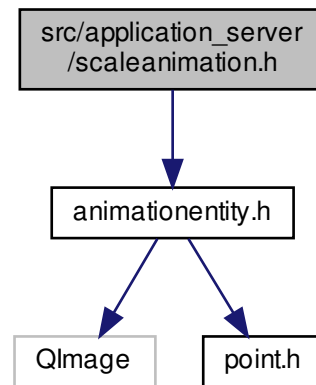 src/application_server
/scaleanimation.h
animationentity.h
QImage
point.h